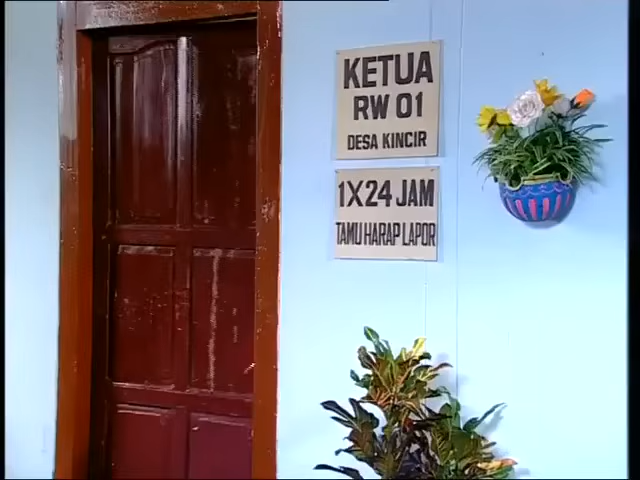 KETUA
RW 01
DESA KINCIR
1X24 JAM
TAMU HARAP LAPOR